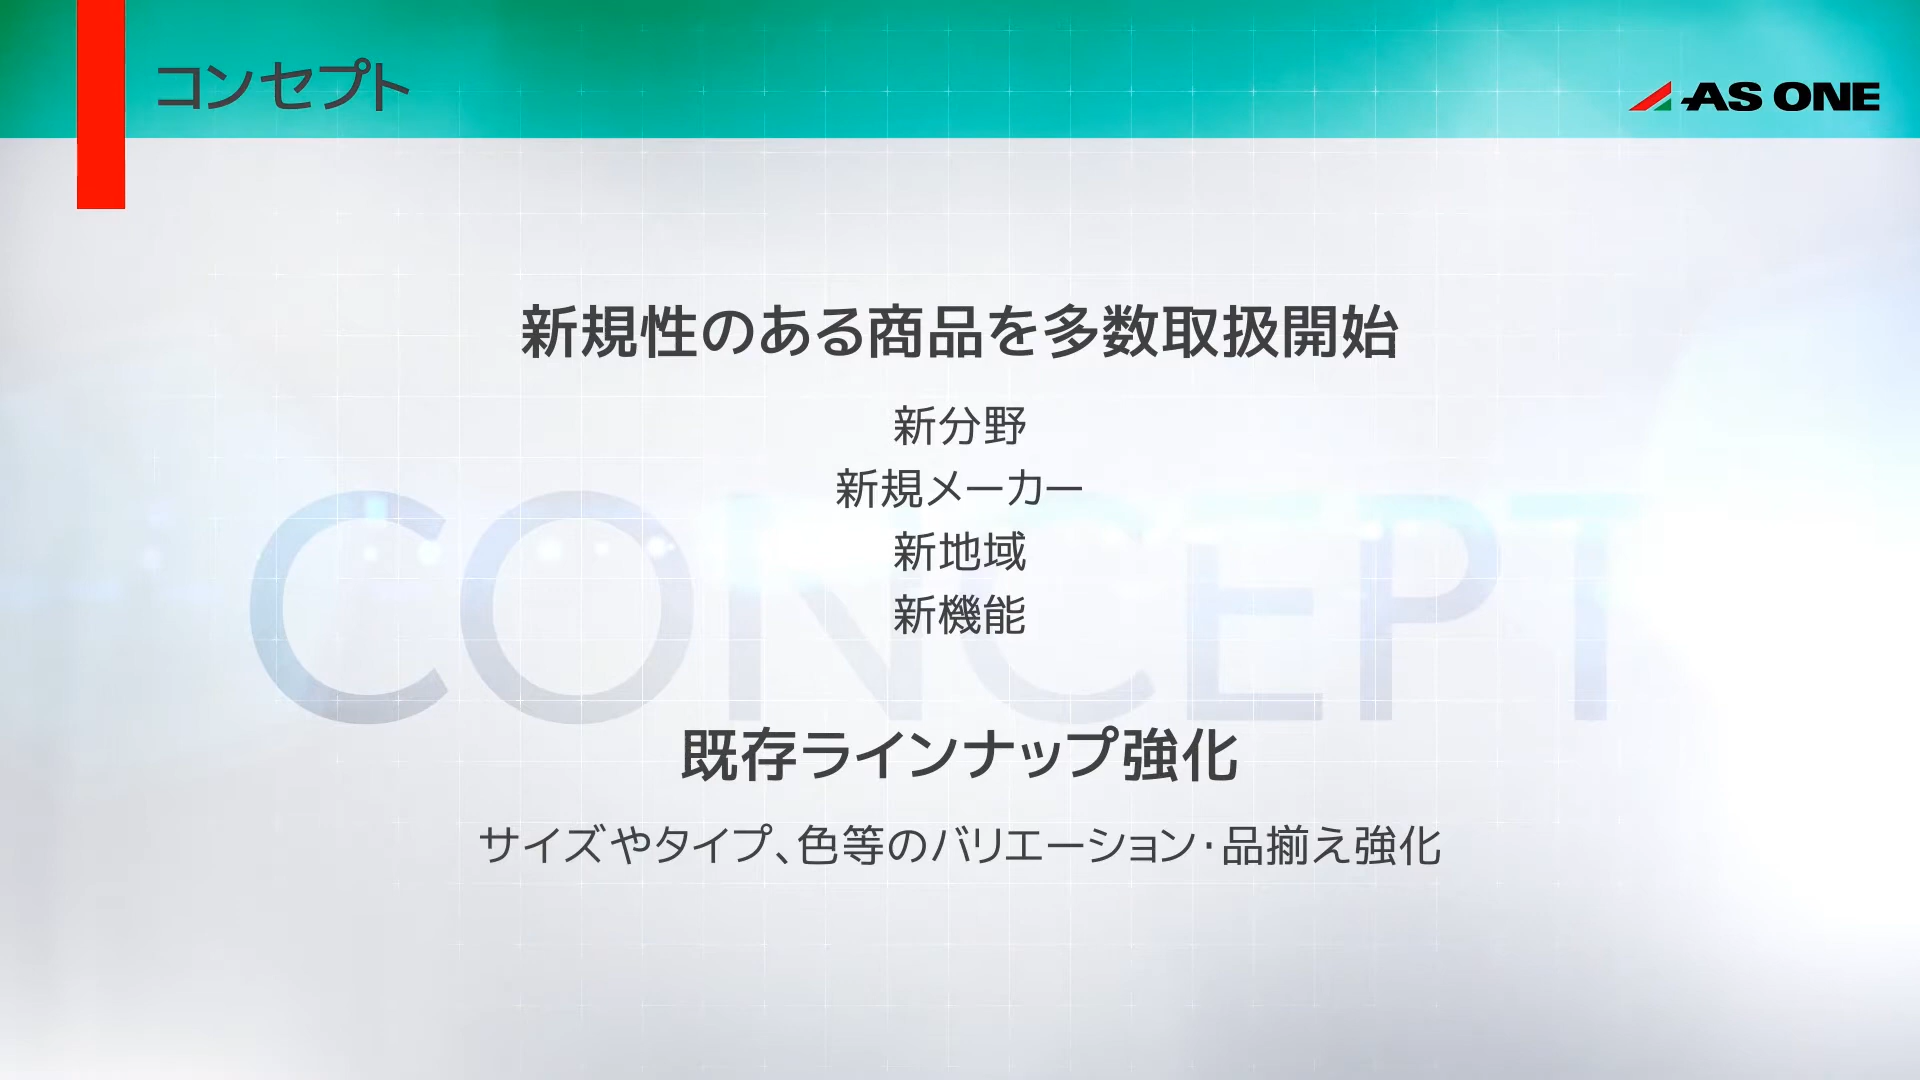 コンセプト
AS ONE
新規性のある商品を多数取扱開始
新分野
新規メーカー
新地域
新機能
CONCEPT
既存ラインナップ強化
サイズやタイプ、色等のバリエーション・品揃え強化